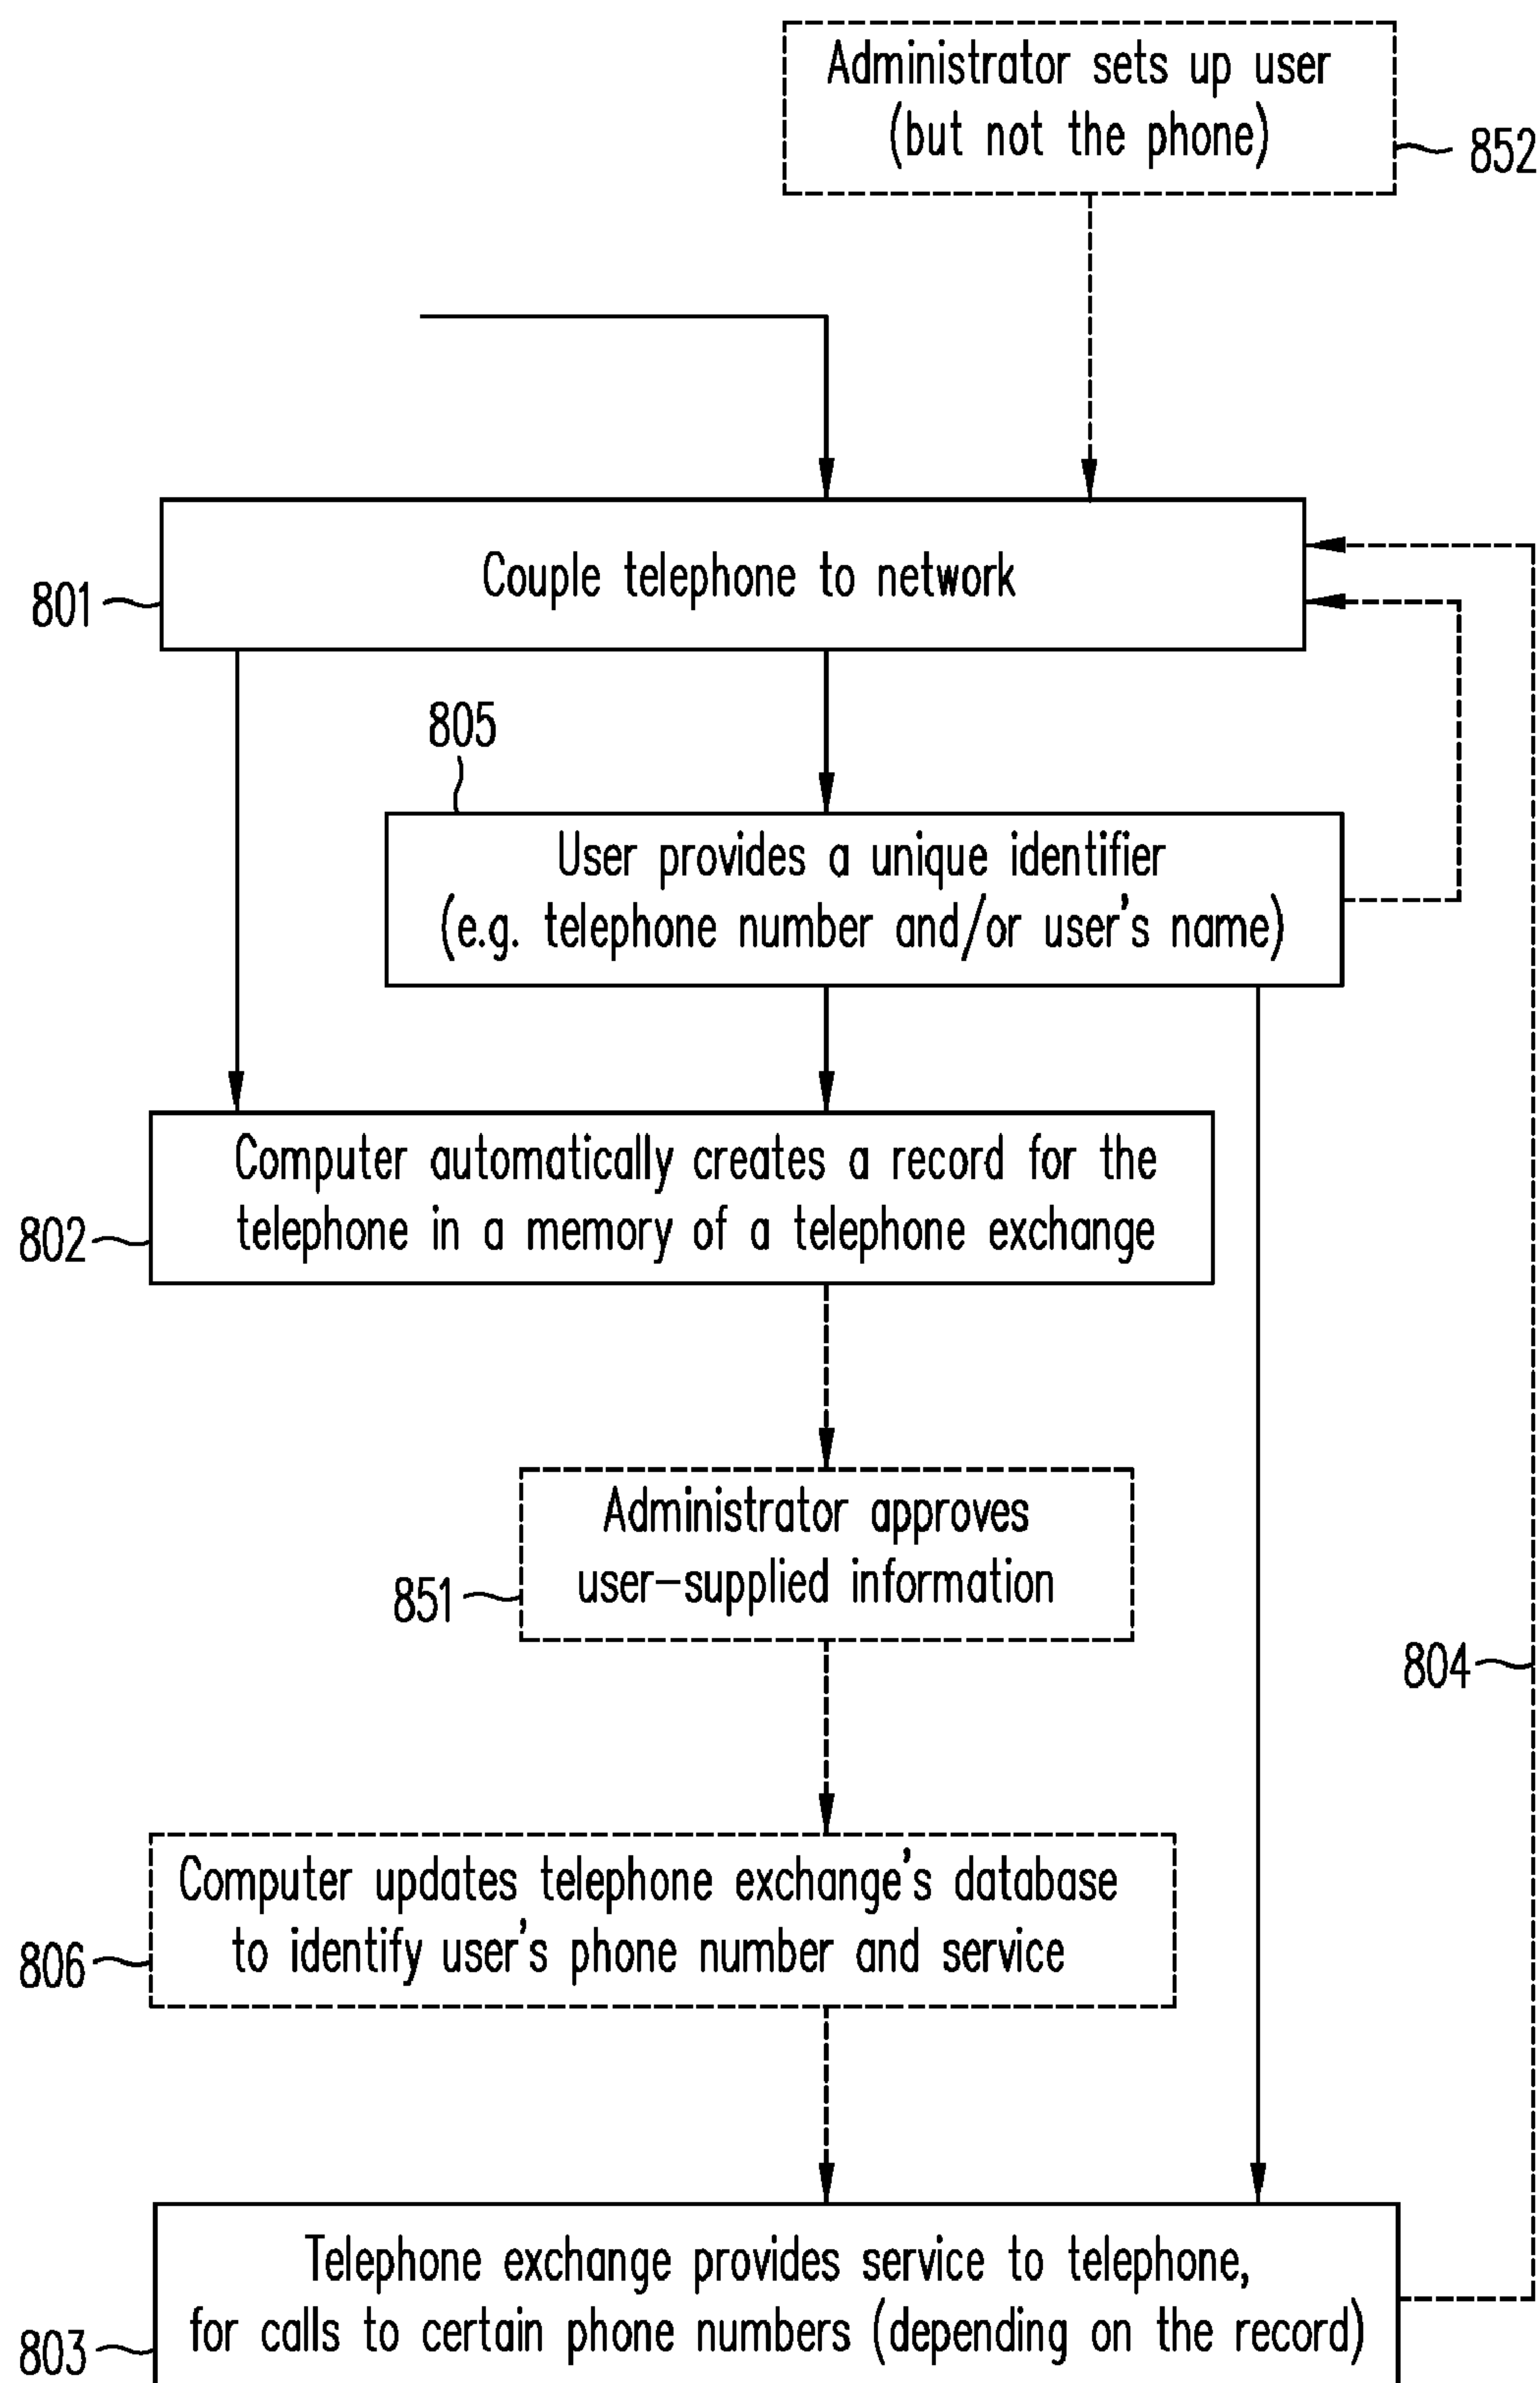 Administrator sets up user
(but not the phone)
852
Couple telephone to network
801
805
User provides a unique identifier
(e.g. telephone number and/or user's name)
Computer automatically creates a record for the
telephone in a memory of a telephone exchange
802
Administrator approves
user-supplied information
851
804
Computer updates telephone exchange's database
to identify user's phone number and service
806
Telephone exchange provides service to telephone,
for calls to certain phone numbers (depending on the record)
803